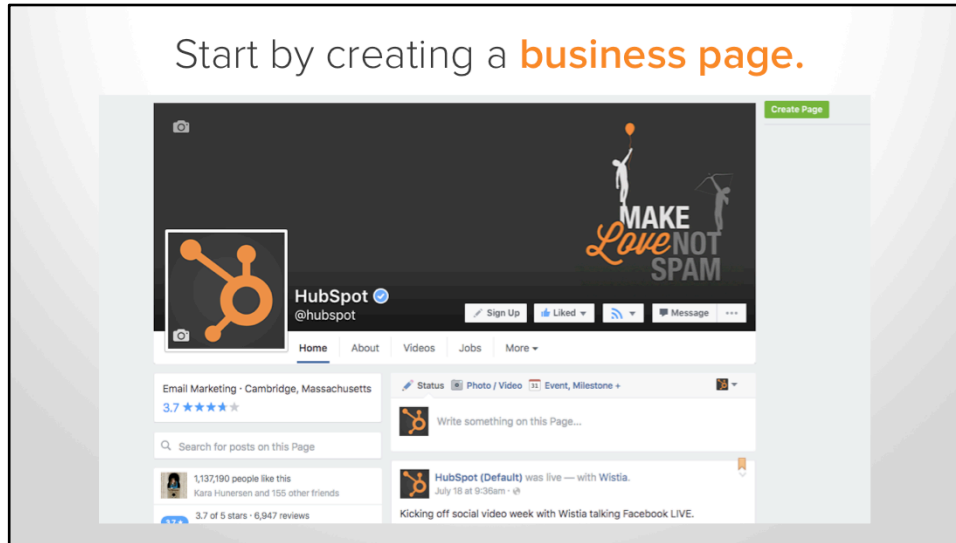 Start by creating a business page.
Create Page
MAKE
Love NOT
SPAM
HubSpot
@hubspot
Sign Up Liked Message
Home About Videos Jobs More
Email Marketing · Cambridge, Massachusetts
3.7
Status Photo / Video 31 Event, Milestone +
Write something on this Page...
Search for posts on this Page
1,137,190 people like this
Kara Hunersen and 155 other friends
HubSpot (Default) was live — with Wistia.
July 18 at 9:36am ·
3.7 of 5 stars · 6,947 reviews
Kicking off social video week with Wistia talking Facebook LIVE.